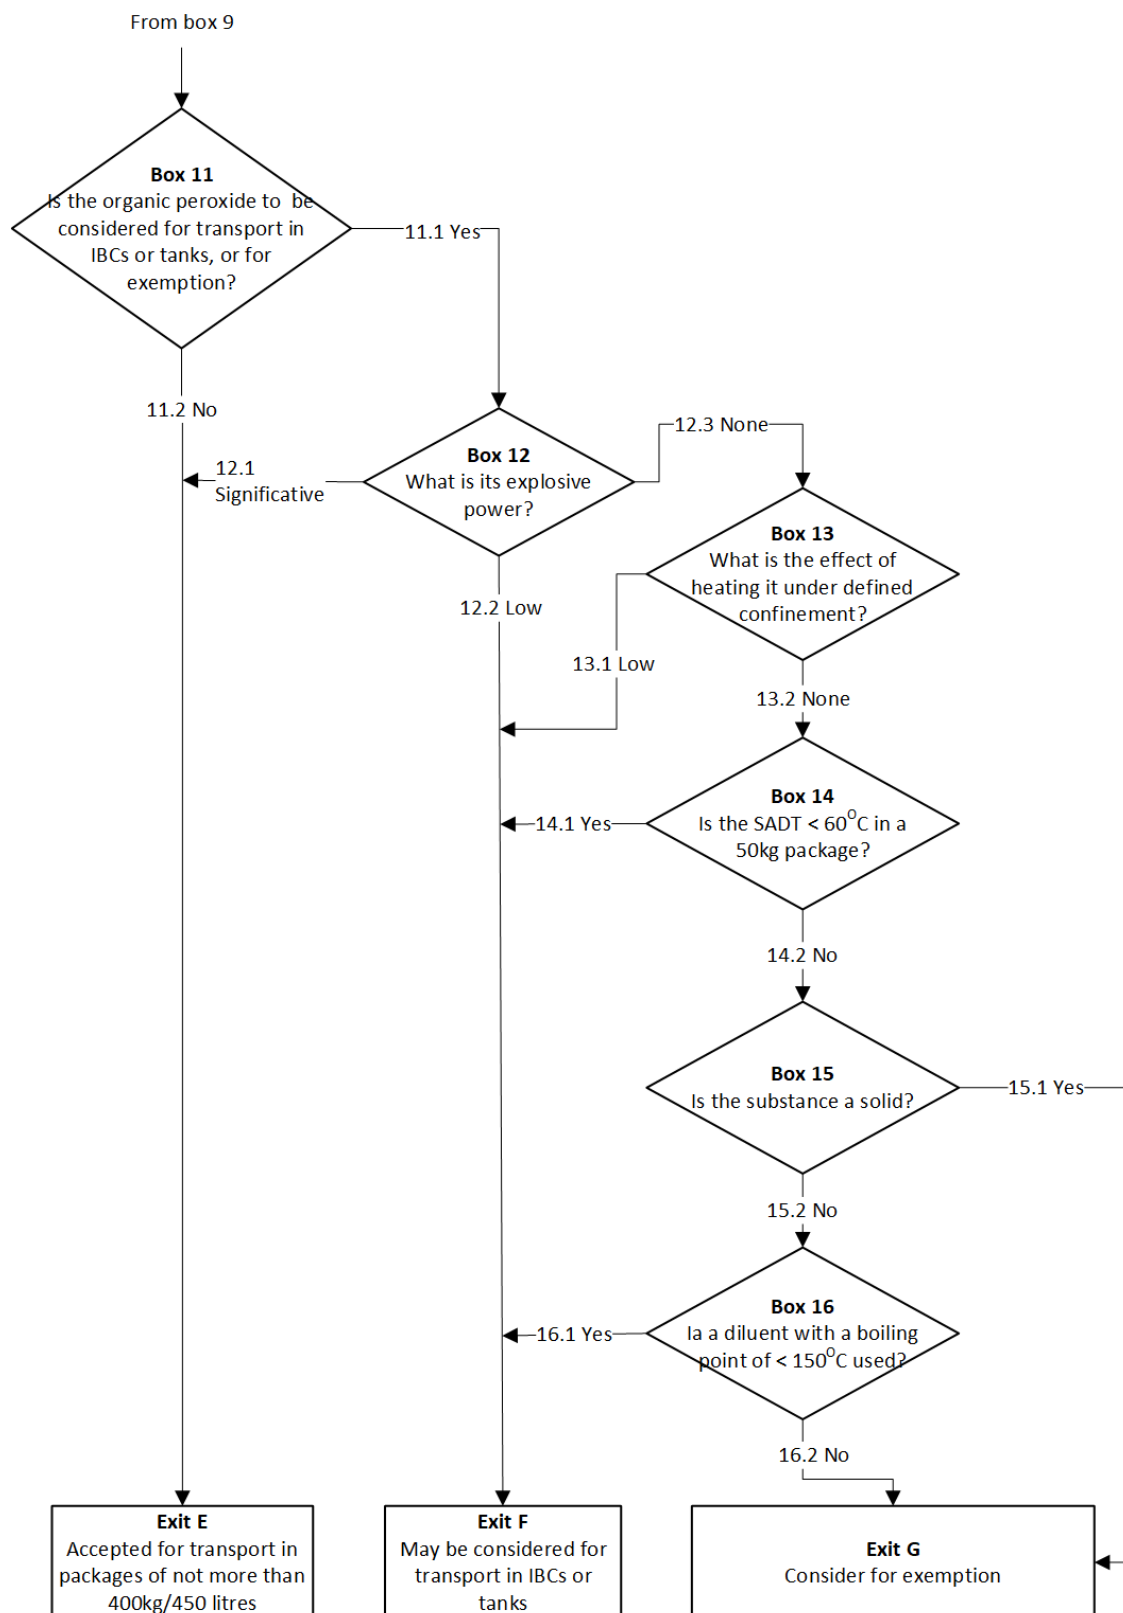 From box 9
Box 11
Is the organic peroxide to be
considered for transport in
IBCs or tanks, or for
exemption?
11.1 Yes
11.2 No
Box 12
What is its explosive
power?
12.1
Significative
12.2 Low
12.3 None
Box 13
What is the effect of
heating it under defined
confinement?
13.1 Low
13.2 None
Box 14
Is the SADT < 60⁰C in a
50kg package?
14.1 Yes
14.2 No
Box 15
Is the substance a solid?
15.1 Yes
15.2 No
Box 16
Ia a diluent with a boiling
point of < 150⁰C used?
16.1 Yes
16.2 No
Exit E
Accepted for transport in
packages of not more than
400kg/450 litres
Exit F
May be considered for
transport in IBCs or
tanks
Exit G
Consider for exemption